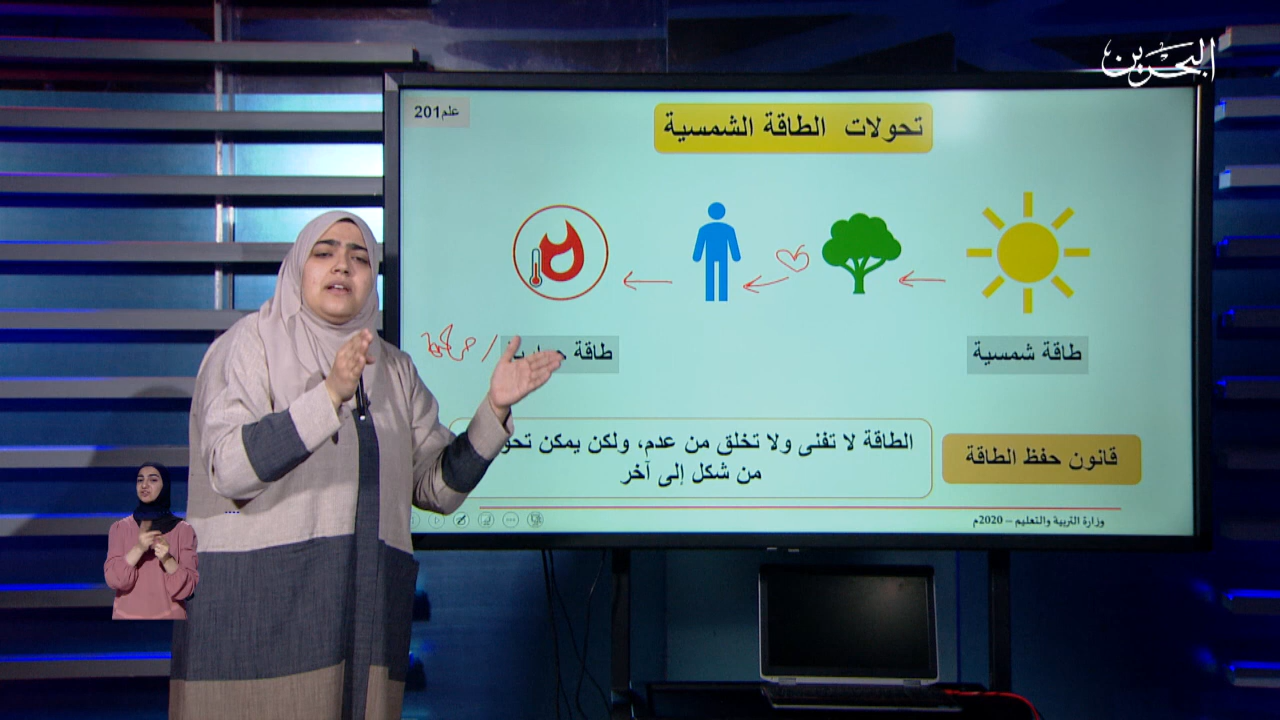 البحرين
علم201
تحولات الطاقة الشمسية
طاقة شمسية
طاقة
قانون حفظ الطاقة
الطاقة لا تفنى ولا تخلق من عدم، ولكن يمكن
من شكل إلى آخر
وزارة التربية والتعليم – 2020م